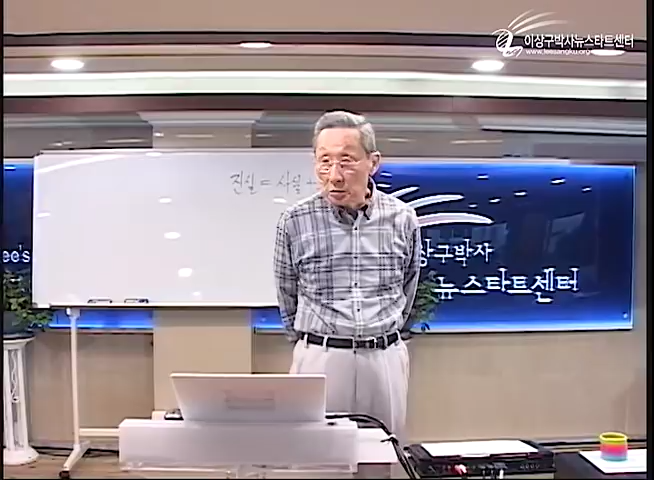 이상구박사뉴스타트센터
www.leesangku.org
진실 = 사실 +
ee's
상구박사
뉴스타트센터